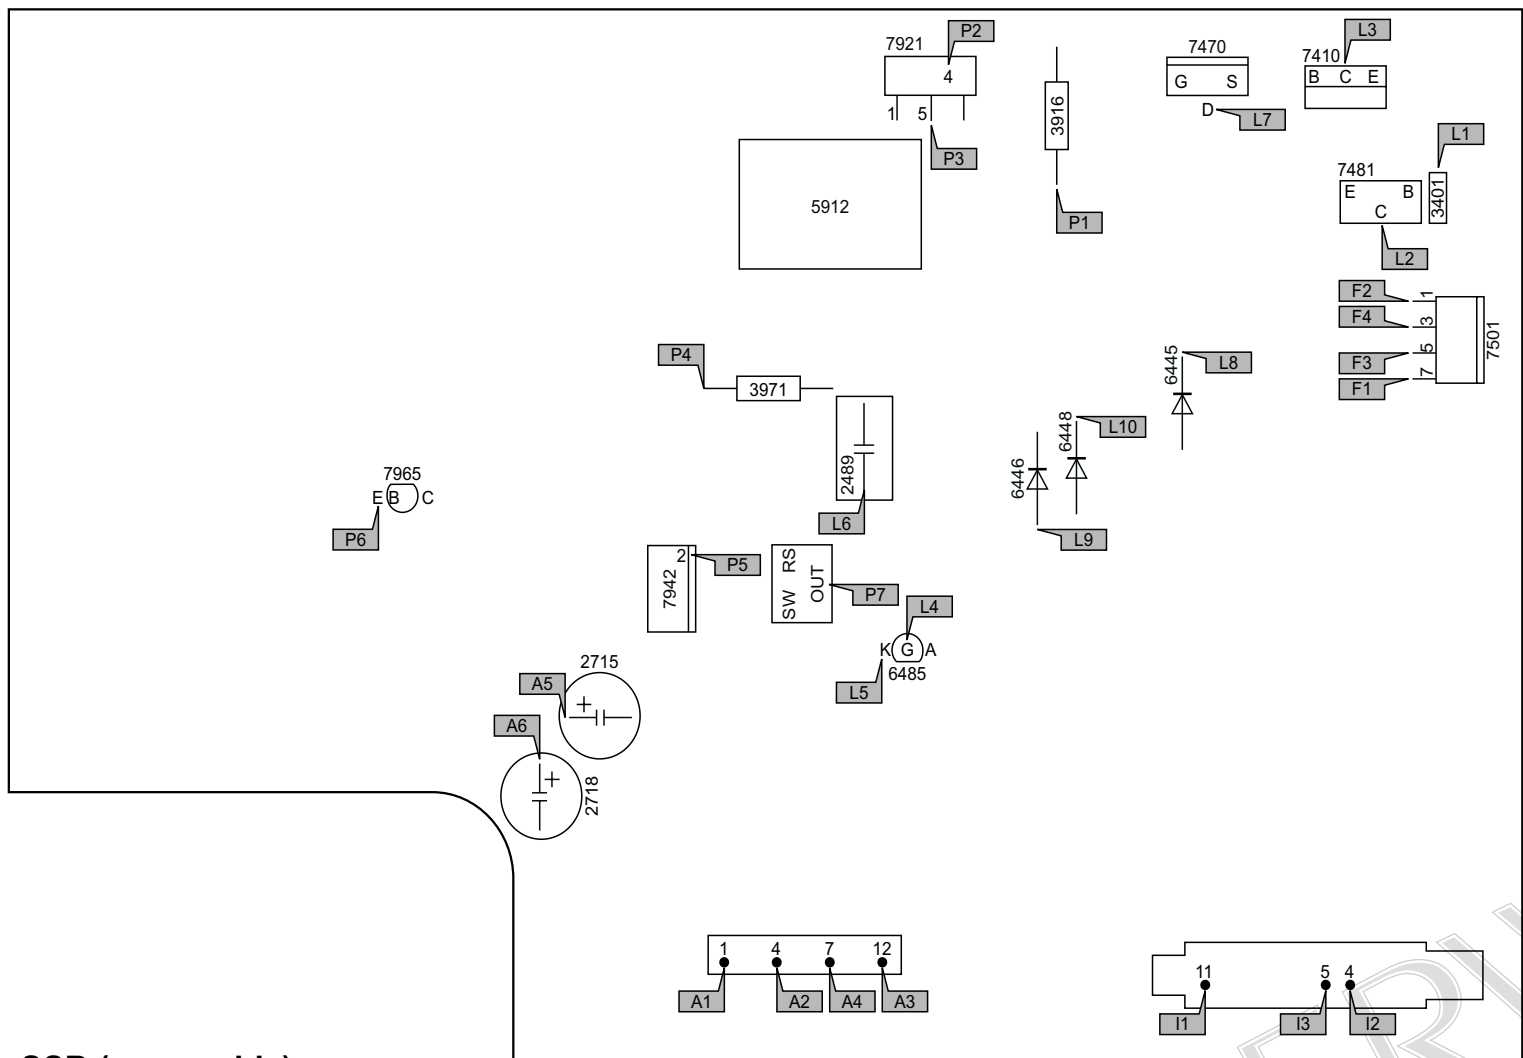 P2
L3
7921
7470
7410
4
G S
B C E
1 5
D
L7
3916
P3
L1
7481
E B
C
3401
5912
P1
L2
F2
1
F4
3
F3
5
F1
7
7501
P4
3971
6445
L8
2489
6448
L10
6446
7965
E B C
P6
L6
L9
2
P5
7942
SW RS
OUT
P7
L4
K G A
6485
L5
2715
A5
+
A6
+
2718
1 4 7 12
A1 A2 A4 A3
11 5 4
I1 I3 I2